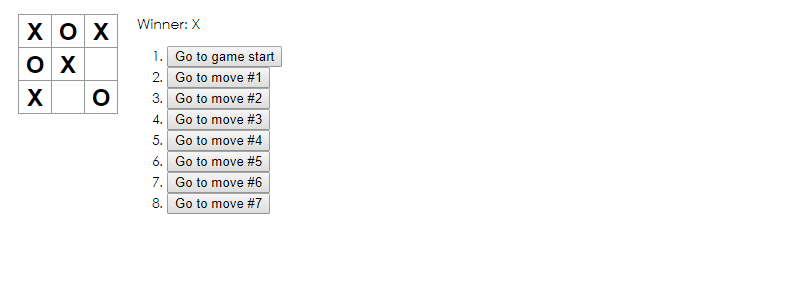 X O X
O X
X O
Winner: X
1. Go to game start
2. Go to move #1
3. Go to move #2
4. Go to move #3
5. Go to move #4
6. Go to move #5
7. Go to move #6
8. Go to move #7